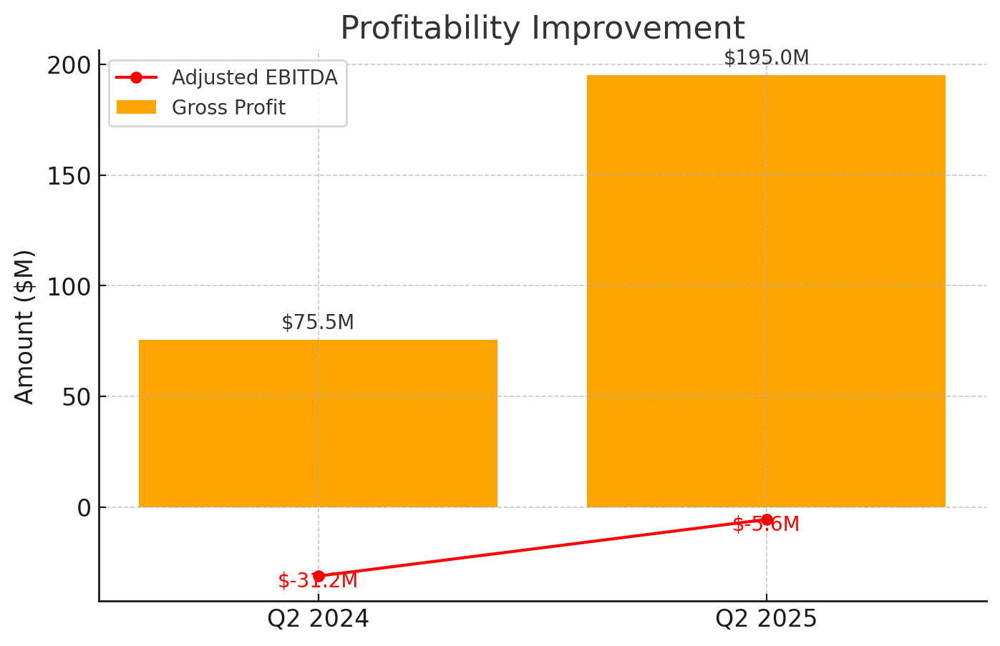 Profitability Improvement
Adjusted EBITDA
Gross Profit
$195.0M
$75.5M
$-5.6M
$-31.2M
200
150
100
50
0
Amount ($M)
Q2 2024
Q2 2025